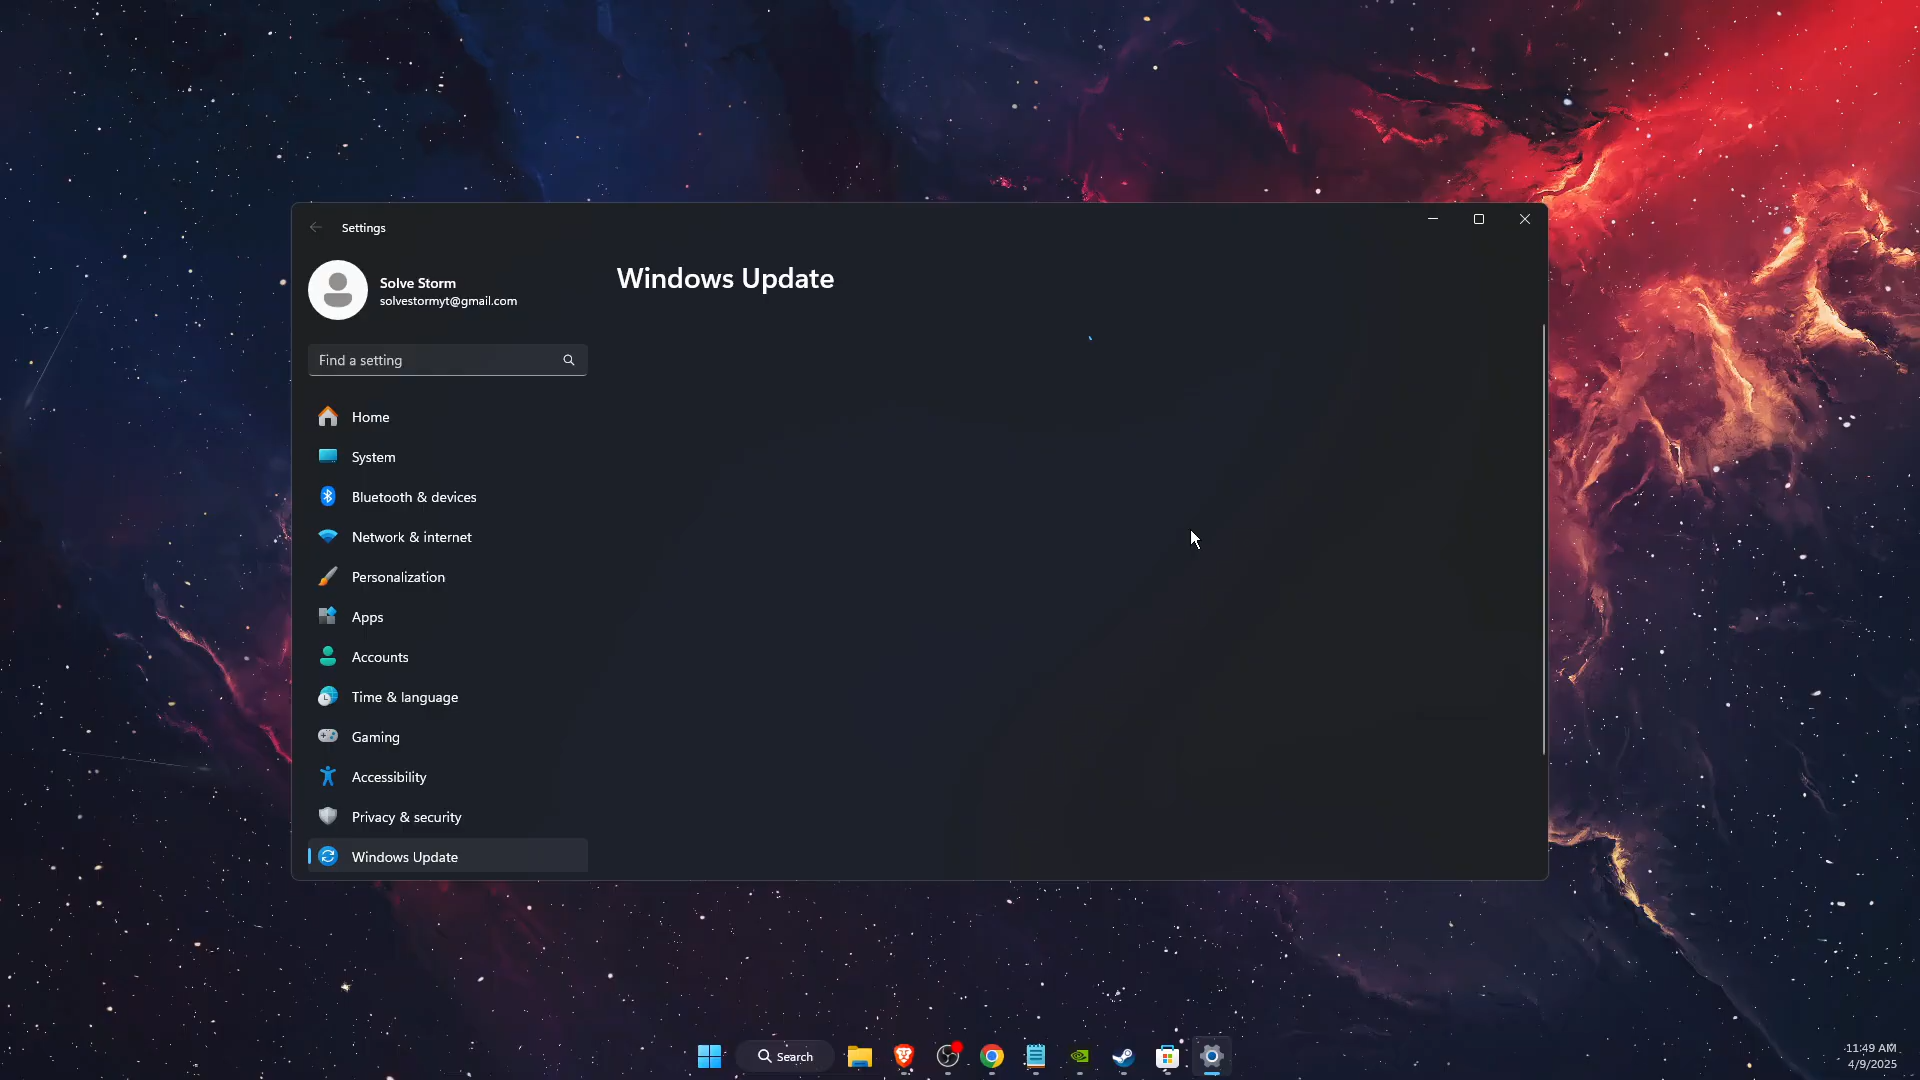 Settings
Solve Storm
solvestormyt@gmail.com
Find a setting
Home
System
Bluetooth & devices
Network & internet
Personalization
Apps
Accounts
Time & language
Gaming
Accessibility
Privacy & security
Windows Update
Windows Update
Search
11:49 AM
4/9/2025